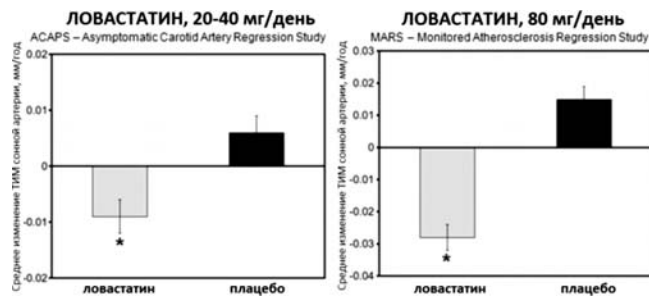 ЛОВАСТАТИН, 20-40 мг/день
ACAPS – Asymptomatic Carotid Artery Regression Study
Среднее изменение ТИМ сонной артерии, мм/год
0.02
0.01
0
-0.01
-0.02
*
ловастатин плацебо
ЛОВАСТАТИН, 80 мг/день
MARS – Monitored Atherosclerosis Regression Study
Среднее изменение ТИМ сонной артерии, мм/год
0.03
0.02
0.01
0
-0.01
-0.02
-0.03
-0.04
*
ловастатин плацебо